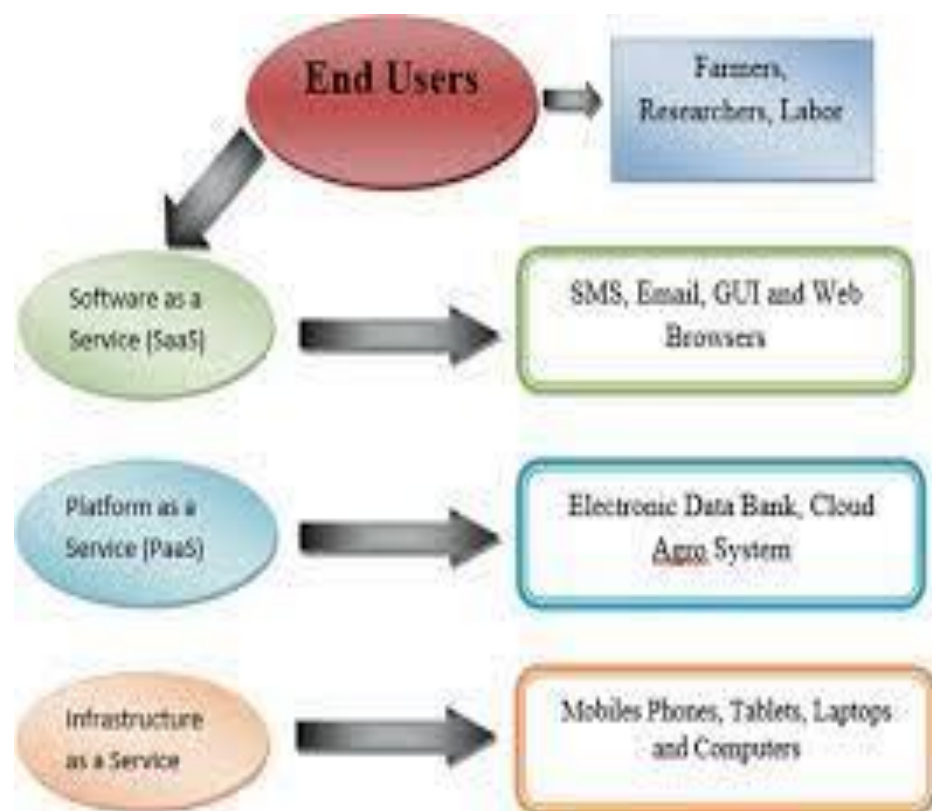 End Users
Farmers,
Researchers, Labor
Software as a
Service (SaaS)
SMS, Email, GUI and Web
Browsers
Platform as a
Service (PaaS)
Electronic Data Bank, Cloud
Agro System
Infrastructure
as a Service
Mobiles Phones, Tablets, Laptops
and Computers